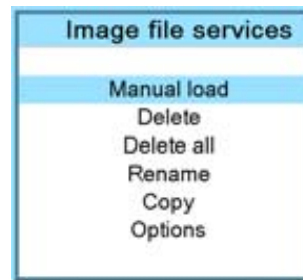 Image file services
Manual load
Delete
Delete all
Rename
Copy
Options